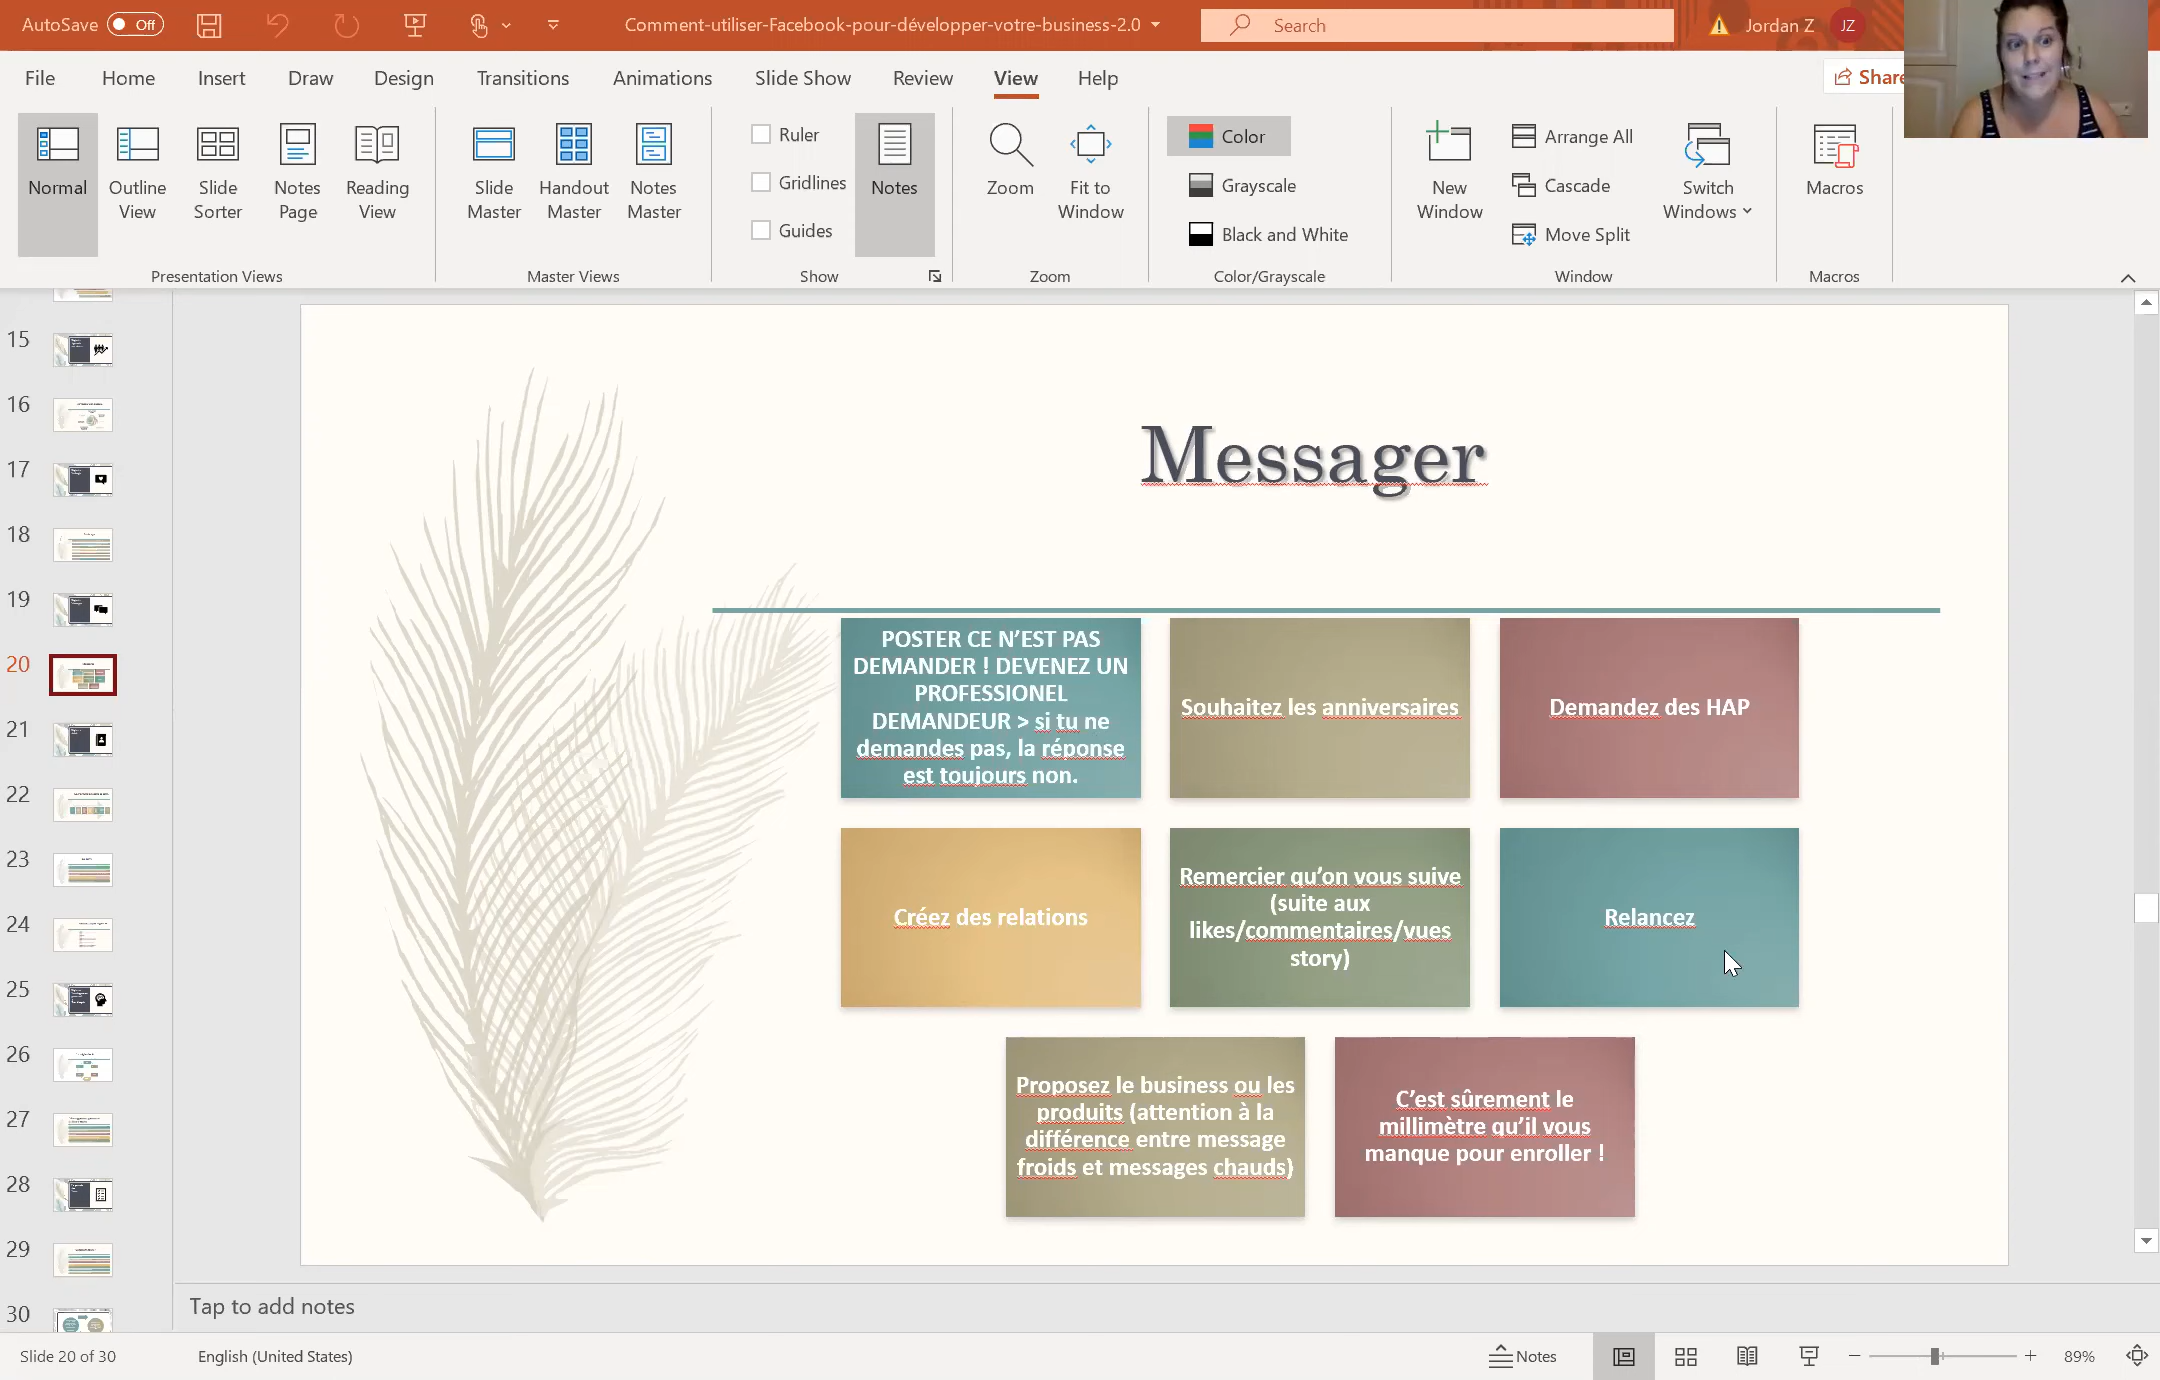 AutoSave Off
Comment-utiliser-Facebook-pour-développer-votre-business-2.0
Search
Jordan Z JZ
File Home Insert Draw Design Transitions Animations Slide Show Review View Help
Share
Normal
Outline View
Slide Sorter
Notes Page
Reading View
Presentation Views
Slide Master
Handout Master
Notes Master
Master Views
Ruler
Gridlines
Guides
Notes
Show
Zoom
Fit to Window
Zoom
Color
Grayscale
Black and White
Color/Grayscale
New Window
Arrange All
Cascade
Move Split
Switch Windows
Window
Macros
Macros
15
16
17
18
19
20
21
22
23
24
25
26
27
28
29
30
Messager
POSTER CE N’EST PAS
DEMANDER ! DEVENEZ UN
PROFESSIONEL
DEMANDEUR > si tu ne
demandes pas, la réponse
est toujours non.
Souhaitez les anniversaires
Demandez des HAP
Créez des relations
Remercier qu’on vous suive
(suite aux
likes/commentaires/vues
story)
Relancez
Proposez le business ou les
produits (attention à la
différence entre message
froids et messages chauds)
C’est sûrement le
millimètre qu’il vous
manque pour enroller !
Tap to add notes
Slide 20 of 30
English (United States)
Notes
89%